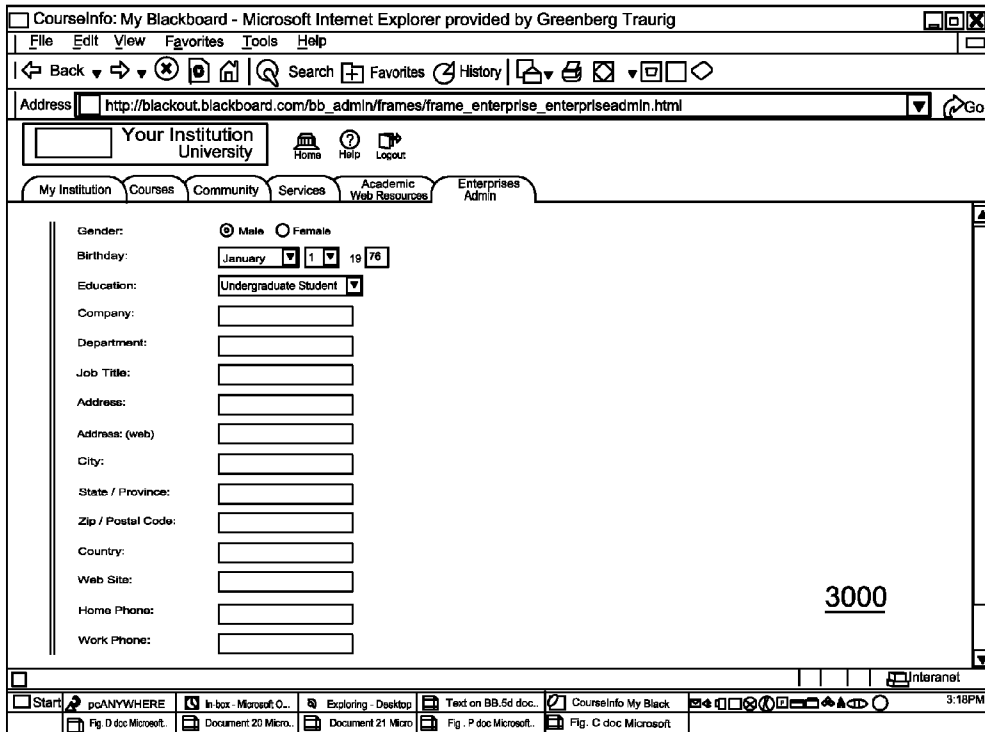 CourseInfo: My Blackboard - Microsoft Internet Explorer provided by Greenberg Traurig
File Edit View Favorites Tools Help
Back Search Favorites History
Address http://blackout.blackboard.com/bb_admin/frames/frame_enterprise_enterpriseadmin.html Go
Your Institution
University
Home Help Logout
My Institution Courses Community Services Academic Web Resources Enterprises Admin
Gender: Male Female
Birthday: January 1 19 76
Education: Undergraduate Student
Company:
Department:
Job Title:
Address:
Address: (web)
City:
State / Province:
Zip / Postal Code:
Country:
Web Site:
Home Phone:
Work Phone:
3000
Interanet
Start pcANYWHERE In-box - Microsoft O... Exploring - Desktop Text on BB.5d doc.. CourseInfo My Black 3:18PM
Fig. D doc Microsoft.. Document 20 Micro.. Document 21 Micro Fig . P doc Microsoft.. Fig. C doc Microsoft